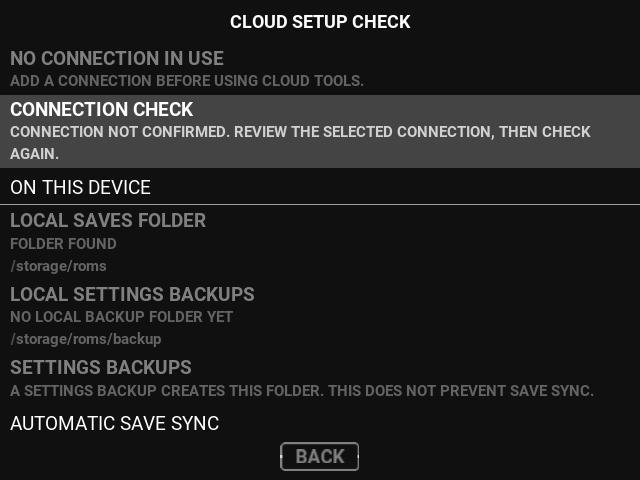 CLOUD SETUP CHECK
NO CONNECTION IN USE
ADD A CONNECTION BEFORE USING CLOUD TOOLS.
CONNECTION CHECK
CONNECTION NOT CONFIRMED. REVIEW THE SELECTED CONNECTION, THEN CHECK
AGAIN.
ON THIS DEVICE
LOCAL SAVES FOLDER
FOLDER FOUND
/storage/roms
LOCAL SETTINGS BACKUPS
NO LOCAL BACKUP FOLDER YET
/storage/roms/backup
SETTINGS BACKUPS
A SETTINGS BACKUP CREATES THIS FOLDER. THIS DOES NOT PREVENT SAVE SYNC.
AUTOMATIC SAVE SYNC
BACK